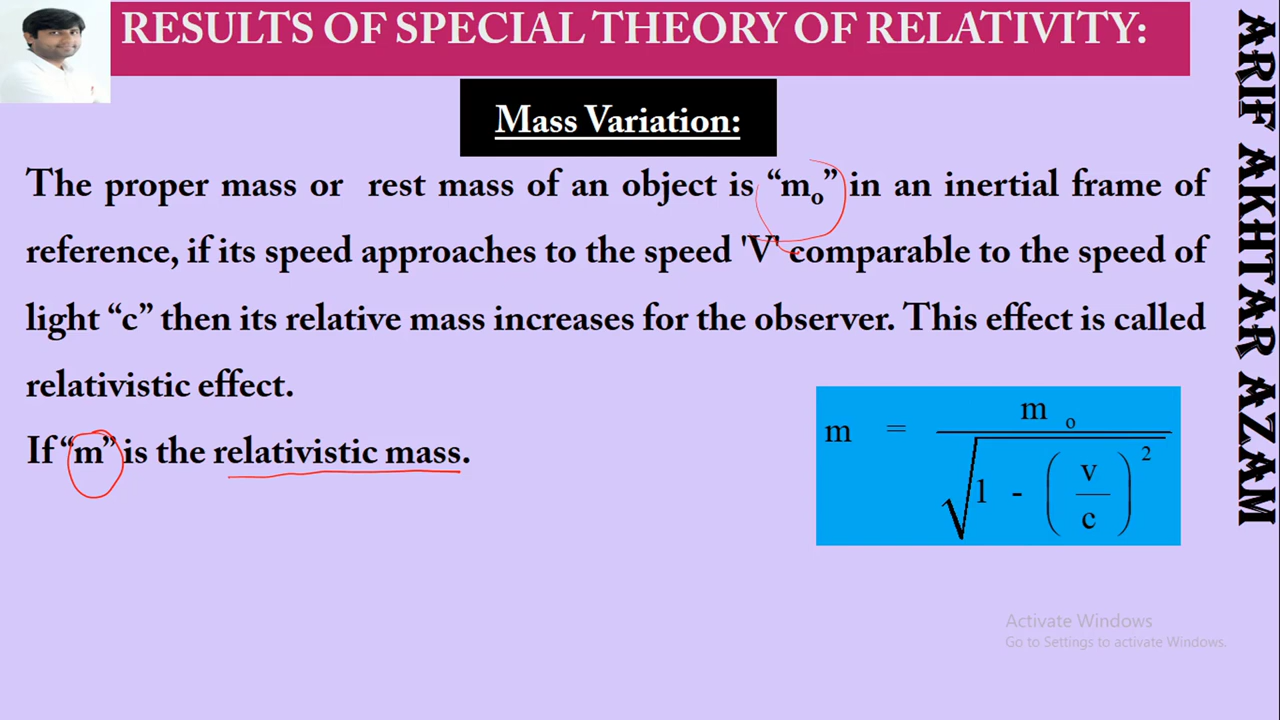 RESULTS OF SPECIAL THEORY OF RELATIVITY:
Mass Variation:
The proper mass or rest mass of an object is “mo” in an inertial frame of
reference, if its speed approaches to the speed 'V' comparable to the speed of
light “c” then its relative mass increases for the observer. This effect is called
relativistic effect.
If “m” is the relativistic mass.
m = m o / √ 1 - ( v / c ) 2
Activate Windows
Go to Settings to activate Windows.
ARIF AKHTAR AZAM